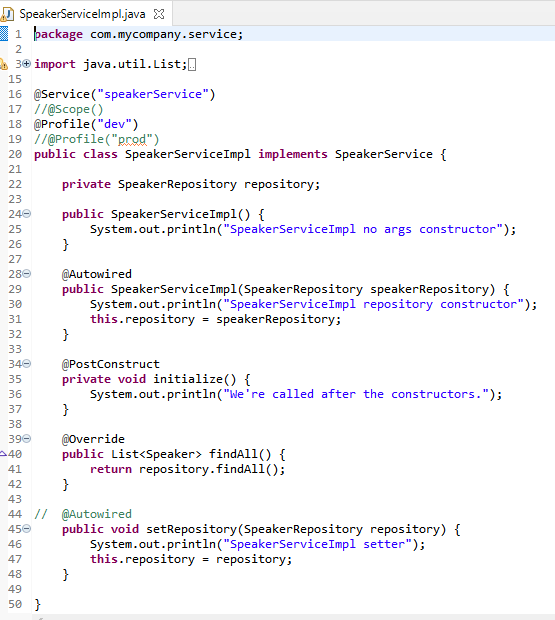 SpeakerServiceImpl.java
1 package com.mycompany.service;
2
3 import java.util.List;
15
16 @Service("speakerService")
17 //@Scope()
18 @Profile("dev")
19 //@Profile("prod")
20 public class SpeakerServiceImpl implements SpeakerService {
21
22 private SpeakerRepository repository;
23
24 public SpeakerServiceImpl() {
25 System.out.println("SpeakerServiceImpl no args constructor");
26 }
27
28 @Autowired
29 public SpeakerServiceImpl(SpeakerRepository speakerRepository) {
30 System.out.println("SpeakerServiceImpl repository constructor");
31 this.repository = speakerRepository;
32 }
33
34 @PostConstruct
35 private void initialize() {
36 System.out.println("We're called after the constructors.");
37 }
38
39 @Override
40 public List<Speaker> findAll() {
41 return repository.findAll();
42 }
43
44 // @Autowired
45 public void setRepository(SpeakerRepository repository) {
46 System.out.println("SpeakerServiceImpl setter");
47 this.repository = repository;
48 }
49
50 }